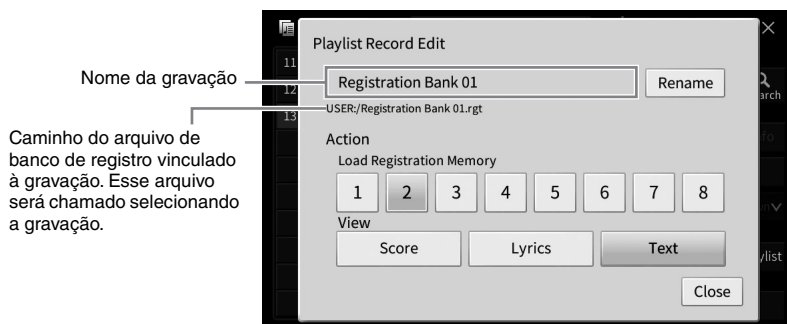 Nome da gravação
Caminho do arquivo de
banco de registro vinculado
à gravação. Esse arquivo
será chamado selecionando
a gravação.
11
12
13
Playlist Record Edit
Registration Bank 01
Rename
USER:/Registration Bank 01.rgt
Action
Load Registration Memory
1 2 3 4 5 6 7 8
View
Score Lyrics Text
Close
arch
ylist